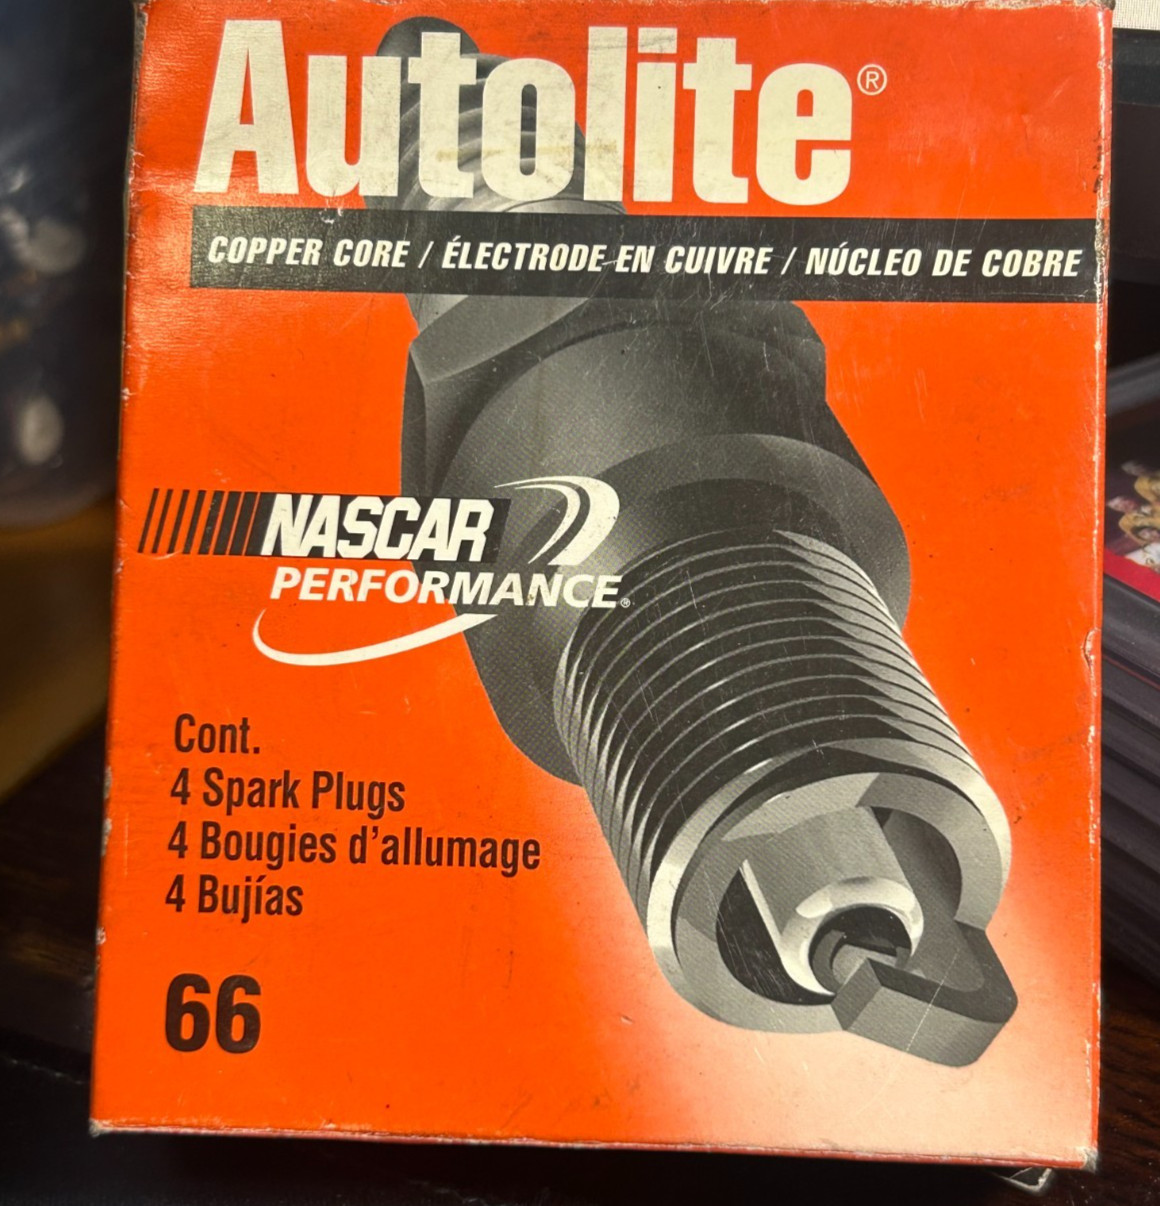 Autolite®
COPPER CORE / ÉLECTRODE EN CUIVRE / NÚCLEO DE COBRE
NASCAR
PERFORMANCE®
Cont.
4 Spark Plugs
4 Bougies d'allumage
4 Bujías
66